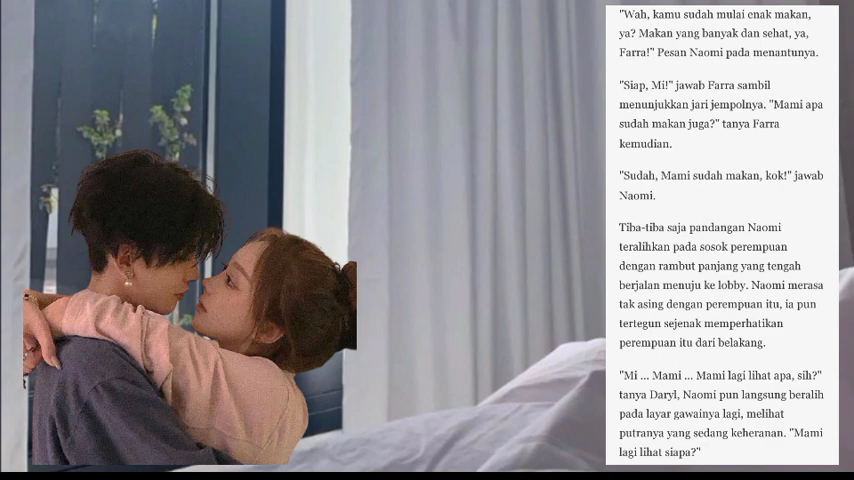 "Wah, kamu sudah mulai enak makan,
ya? Makan yang banyak dan sehat, ya,
Farra!" Pesan Naomi pada menantunya.
"Siap, Mi!" jawab Farra sambil
menunjukkan jari jempolnya. "Mami apa
sudah makan juga?" tanya Farra
kemudian.
"Sudah, Mami sudah makan, kok!" jawab
Naomi.
Tiba-tiba saja pandangan Naomi
teralihkan pada sosok perempuan
dengan rambut panjang yang tengah
berjalan menuju ke lobby. Naomi merasa
tak asing dengan perempuan itu, ia pun
tertegun sejenak memperhatikan
perempuan itu dari belakang.
"Mi ... Mami ... Mami lagi lihat apa, sih?"
tanya Daryl, Naomi pun langsung beralih
pada layar gawainya lagi, melihat
putranya yang sedang keheranan. "Mami
lagi lihat siapa?"